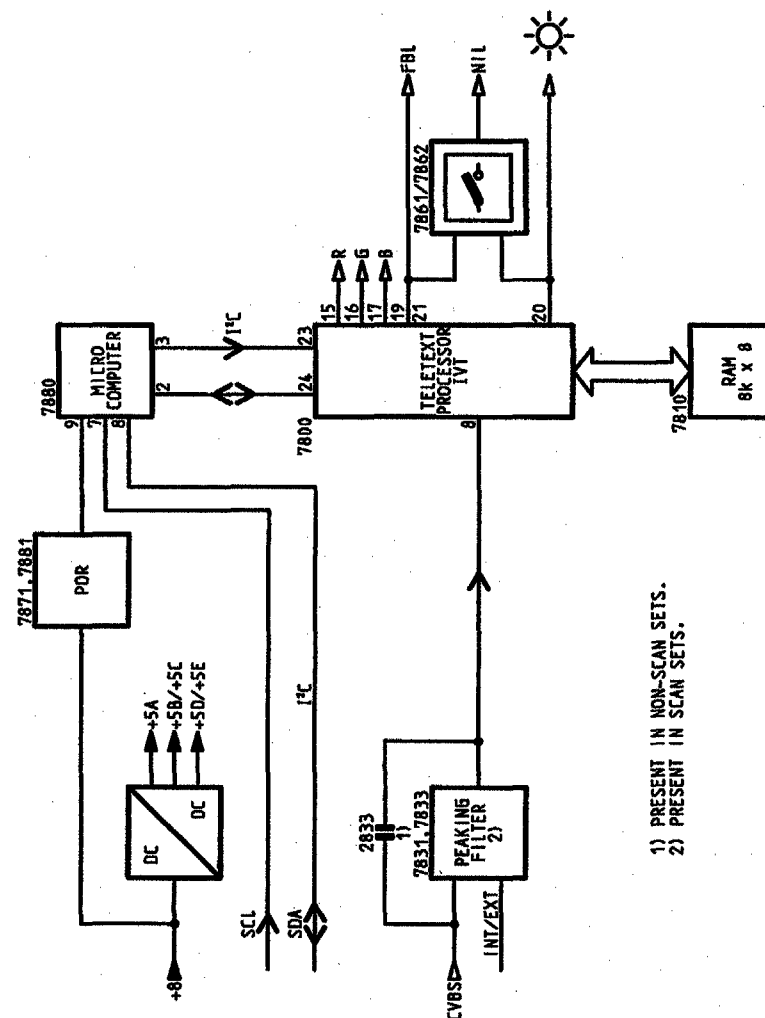 +8
DC
DC
+5A
+5B/+5C
+5D/+5E
7871,7881
POR
9
7
8
7880
MICRO
COMPUTER
2
3
I²C
SCL
SDA
I²C
24
23
7800
TELETEXT
PROCESSOR
IVT
8
15
16
17
19
21
20
R
G
B
FBL
7861/7862
NIL
CVBS
INT/EXT
2833
1)
7831,7833
PEAKING
FILTER
2)
7810
RAM
8k x 8
1) PRESENT IN NON-SCAN SETS.
2) PRESENT IN SCAN SETS.